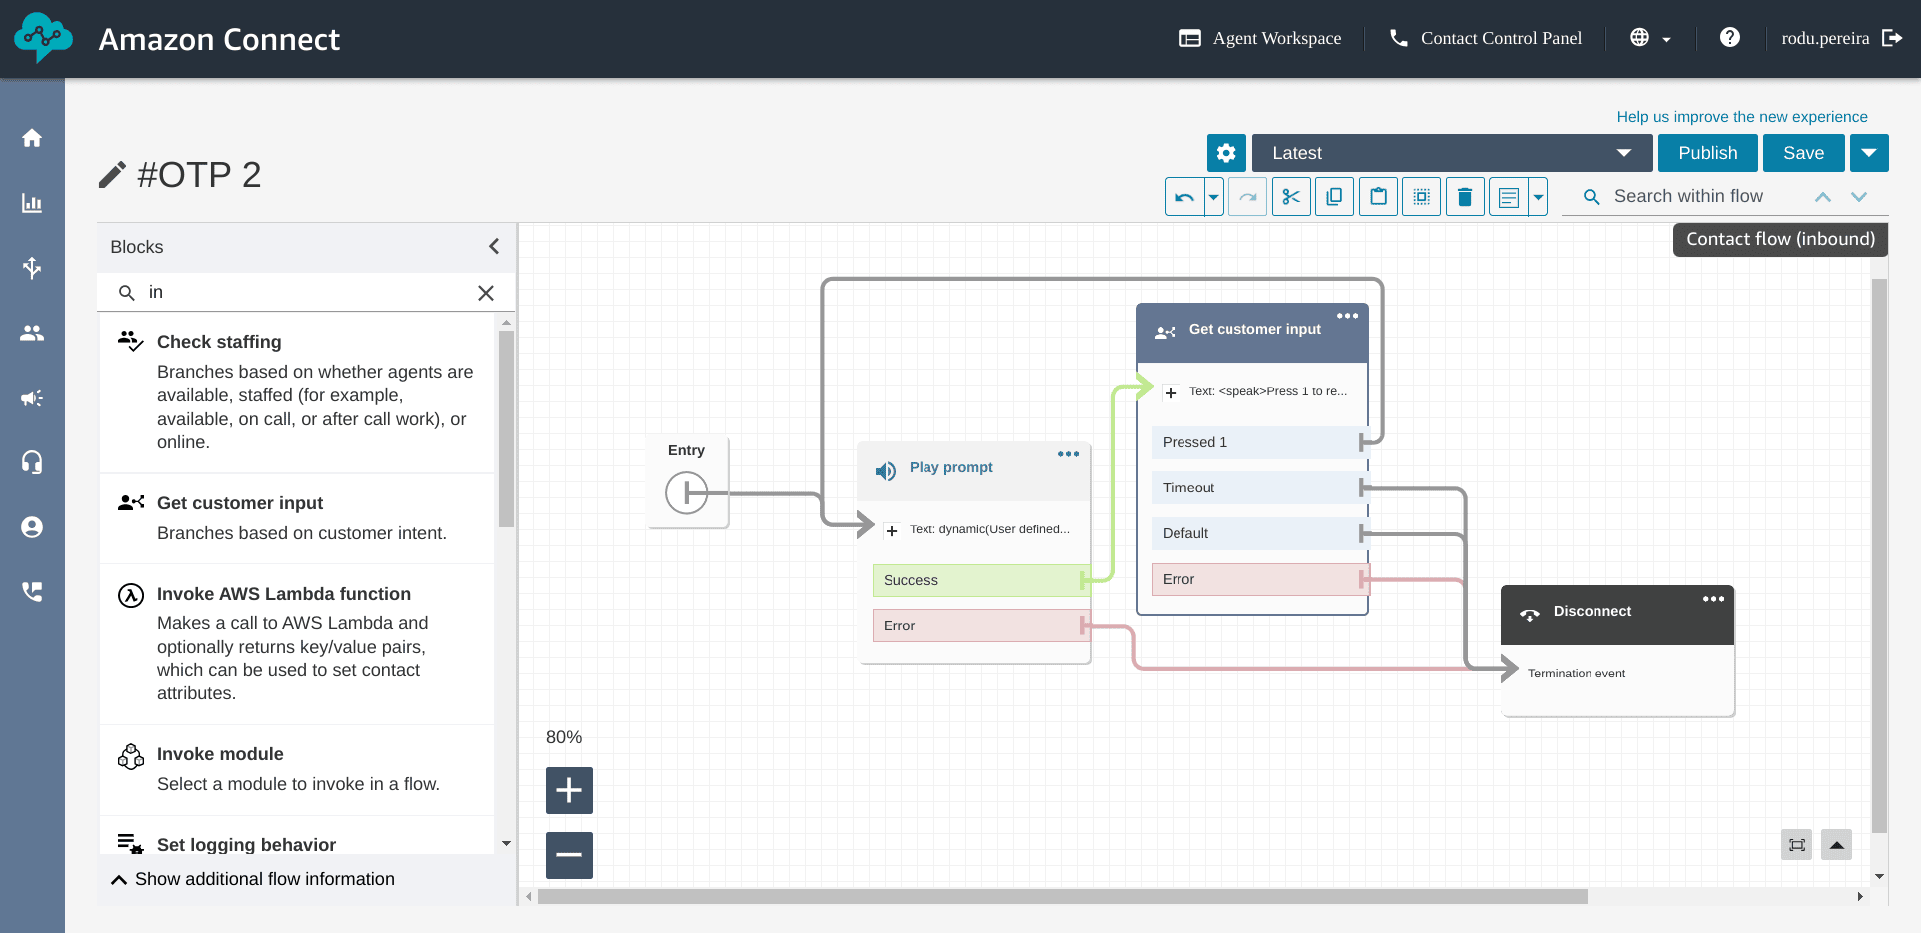 Amazon Connect
Agent Workspace
Contact Control Panel
rodu.pereira
Help us improve the new experience
#OTP 2
Latest
Publish
Save
Search within flow
Blocks
in
Contact flow (inbound)
Check staffing
Branches based on whether agents are
available, staffed (for example,
available, on call, or after call work), or
online.
Get customer input
Branches based on customer intent.
Invoke AWS Lambda function
Makes a call to AWS Lambda and
optionally returns key/value pairs,
which can be used to set contact
attributes.
Invoke module
Select a module to invoke in a flow.
Set logging behavior
Show additional flow information
Entry
Play prompt
Text: dynamic(User defined...
Success
Error
Get customer input
Text: <speak>Press 1 to re...
Pressed 1
Timeout
Default
Error
Disconnect
Termination event
80%